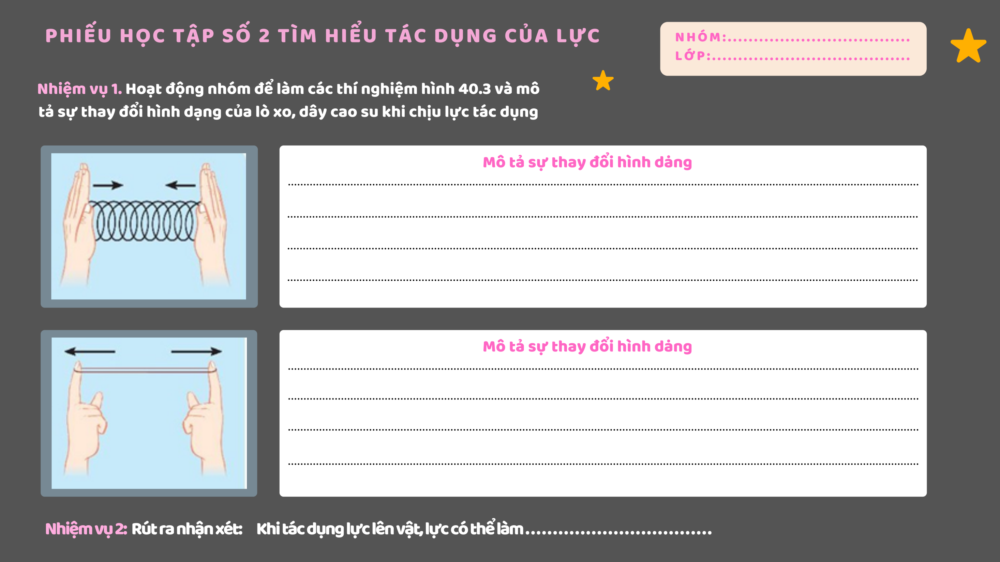 PHIẾU HỌC TẬP SỐ 2 TÌM HIỂU TÁC DỤNG CỦA LỰC
NHÓM:...................................
LỚP:......................................
Nhiệm vụ 1. Hoạt động nhóm để làm các thí nghiệm hình 40.3 và mô
tả sự thay đổi hình dạng của lò xo, dây cao su khi chịu lực tác dụng
Mô tả sự thay đổi hình dảng
Mô tả sự thay đổi hình dảng
Nhiệm vụ 2: Rút ra nhận xét: Khi tác dụng lực lên vật, lực có thể làm..................................